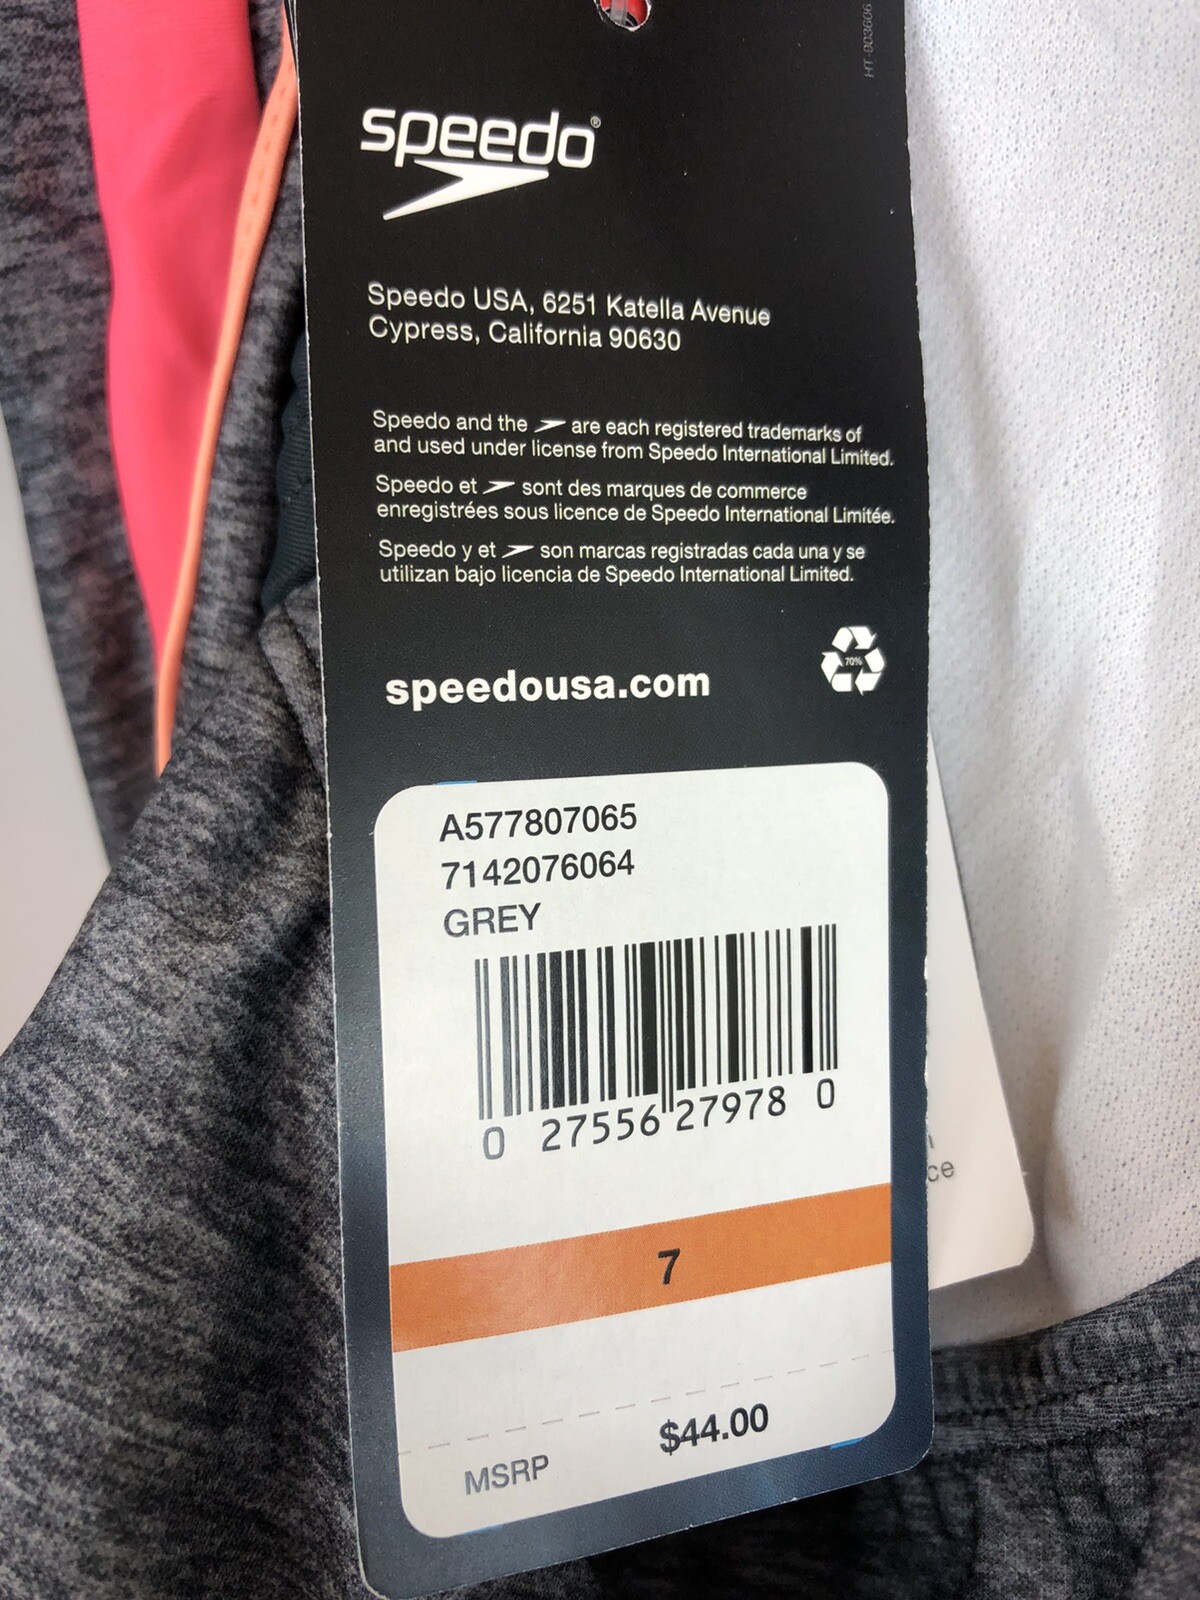 HT-903606
speedo®
Speedo USA, 6251 Katella Avenue
Cypress, California 90630
Speedo and the are each registered trademarks of
and used under license from Speedo International Limited.
Speedo et sont des marques de commerce
enregistrées sous licence de Speedo International Limitée.
Speedo y et son marcas registradas cada una y se
utilizan bajo licencia de Speedo International Limited.
70%
speedousa.com
A577807065
7142076064
GREY
0 27556 27978 0
ce
7
$44.00
MSRP